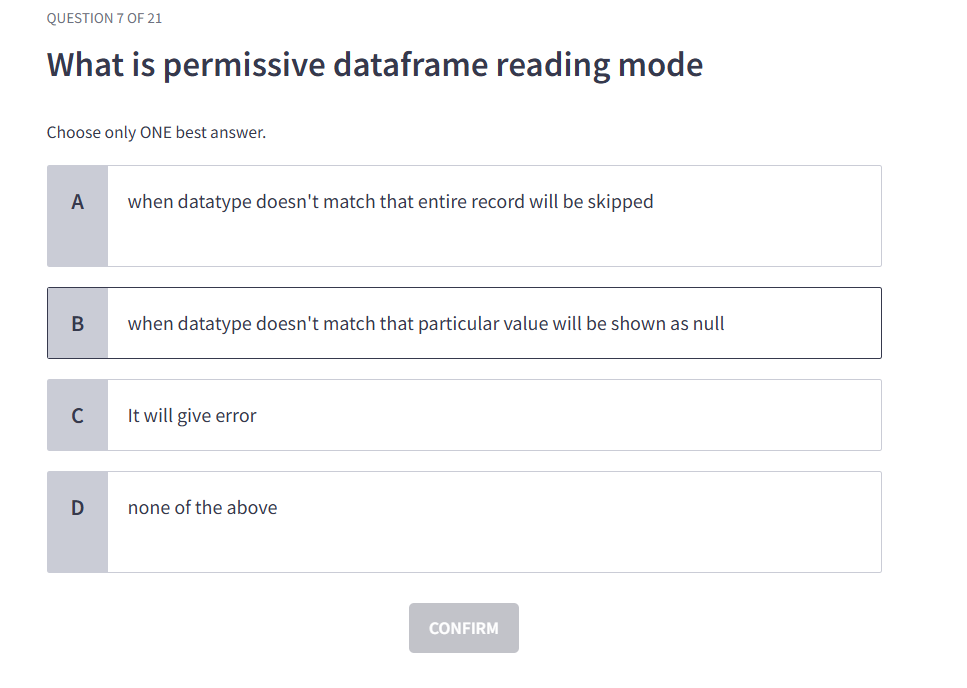 QUESTION 7 OF 21
What is permissive dataframe reading mode
Choose only ONE best answer.
A when datatype doesn't match that entire record will be skipped
B when datatype doesn't match that particular value will be shown as null
C It will give error
D none of the above
CONFIRM